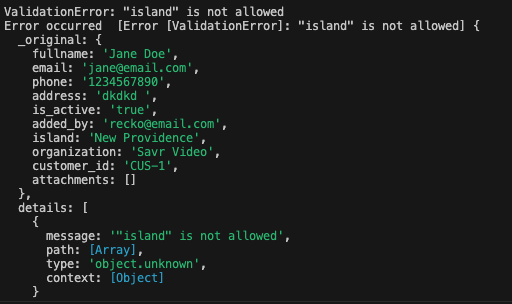 ValidationError: "island" is not allowed
Error occurred  [Error [ValidationError]: "island" is not allowed] {
  _original: {
    fullname: 'Jane Doe',
    email: 'jane@email.com',
    phone: '1234567890',
    address: 'dkdkd ',
    is_active: 'true',
    added_by: 'recko@email.com',
    island: 'New Providence',
    organization: 'Savr Video',
    customer_id: 'CUS-1',
    attachments: []
  },
  details: [
    {
      message: '"island" is not allowed',
      path: [Array],
      type: 'object.unknown',
      context: [Object]
    }